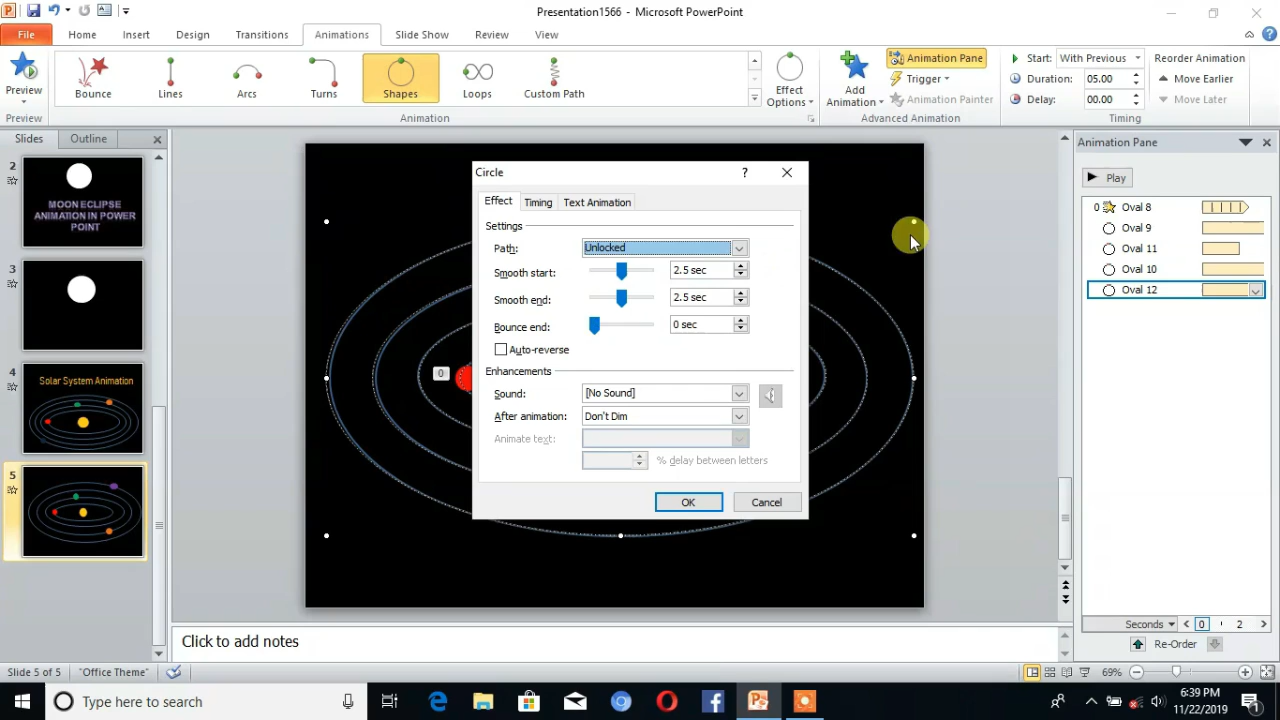 Presentation1566 - Microsoft PowerPoint
File Home Insert Design Transitions Animations Slide Show Review View
Preview
Bounce Lines Arcs Turns Shapes Loops Custom Path
Effect Options
Add Animation
Animation Pane
Trigger
Animation Painter
Start: With Previous
Duration: 05.00
Delay: 00.00
Reorder Animation
Move Earlier
Move Later
Preview Animation Advanced Animation Timing
Slides Outline
2
MOON ECLIPSE
ANIMATION IN POWER
POINT
3
4
Solar System Animation
5
0
Circle
?
Effect Timing Text Animation
Settings
Path: Unlocked
Smooth start: 2.5 sec
Smooth end: 2.5 sec
Bounce end: 0 sec
Auto-reverse
Enhancements
Sound: [No Sound]
After animation: Don't Dim
Animate text:
% delay between letters
OK Cancel
Animation Pane
Play
0 Oval 8
Oval 9
Oval 11
Oval 10
Oval 12
Seconds 0 2
Re-Order
Click to add notes
Slide 5 of 5 "Office Theme" 69%
Type here to search
6:39 PM
11/22/2019
1